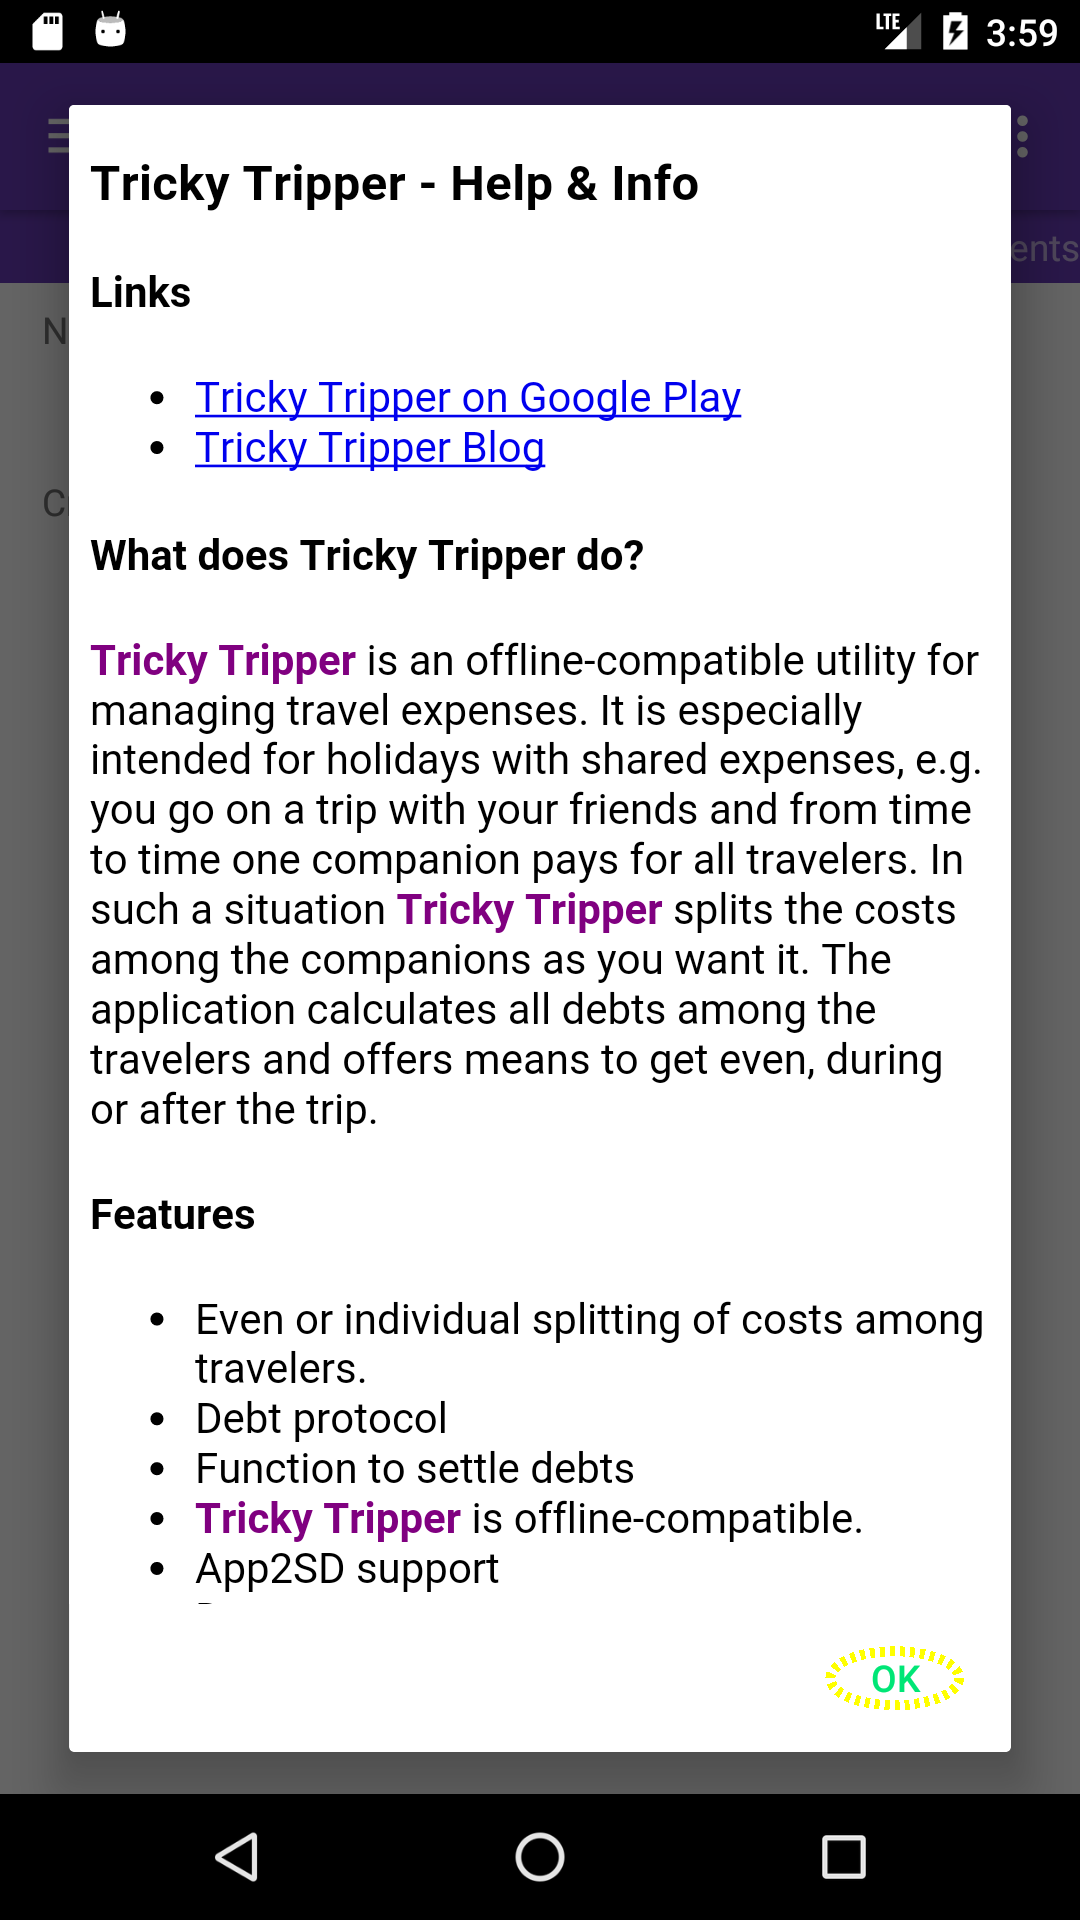 LTE 3:59
Tricky Tripper - Help & Info
Links
ents
N
• Tricky Tripper on Google Play
• Tricky Tripper Blog
C
What does Tricky Tripper do?
Tricky Tripper is an offline-compatible utility for
managing travel expenses. It is especially
intended for holidays with shared expenses, e.g.
you go on a trip with your friends and from time
to time one companion pays for all travelers. In
such a situation Tricky Tripper splits the costs
among the companions as you want it. The
application calculates all debts among the
travelers and offers means to get even, during
or after the trip.
Features
• Even or individual splitting of costs among
travelers.
• Debt protocol
• Function to settle debts
• Tricky Tripper is offline-compatible.
• App2SD support
OK